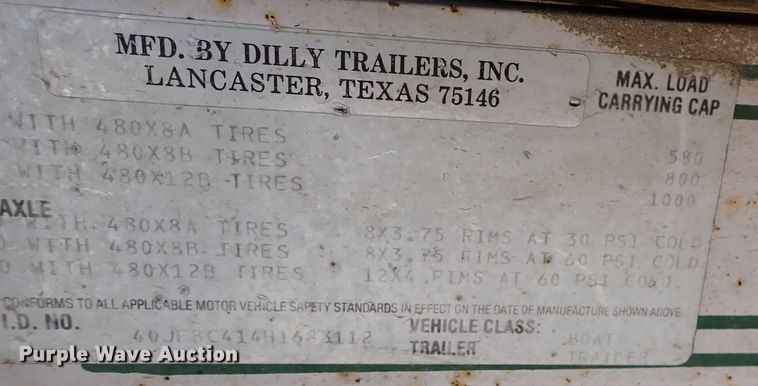 MFD. BY DILLY TRAILERS, INC.
LANCASTER, TEXAS 75146
MAX. LOAD
CARRYING CAP
WITH 480X8A TIRES 580
WITH 480X8B TIRES 800
WITH 480X12B TIRES 1000
AXLE
WITH 480X8A TIRES 8X3.75 RIMS AT 30 PSI COLD
WITH 480X8B TIRES 8X3.75 RIMS AT 60 PSI COLD
WITH 480X12B TIRES 12X4 RIMS AT 60 PSI COLD
CONFORMS TO ALL APPLICABLE MOTOR VEHICLE SAFETY STANDARDS IN EFFECT ON THE DATE OF MANUFACTURE SHOWN ABOVE
I.D. NO. VEHICLE CLASS: BOAT
TRAILER TRAILER
Purple Wave Auction